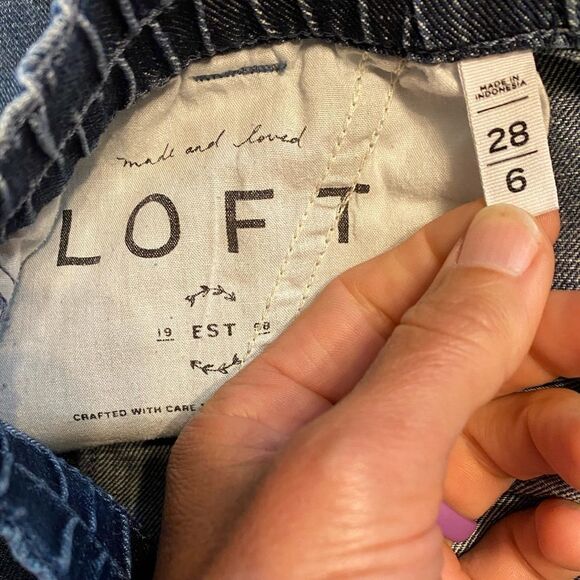 made and loved
LOFT
19 EST 98
CRAFTED WITH CARE
MADE IN
INDONESIA
28
6